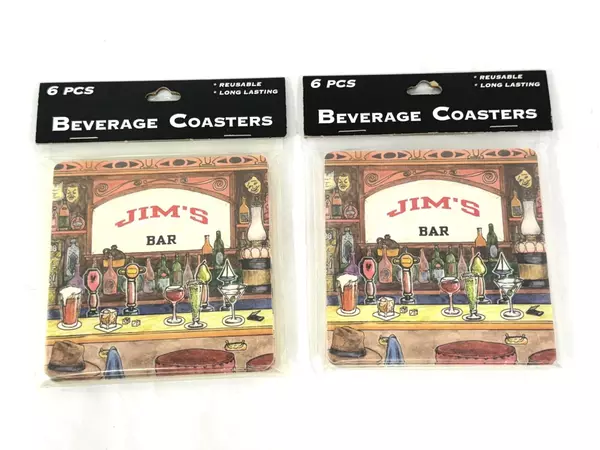 6 PCS
* REUSABLE
* LONG LASTING
BEVERAGE COASTERS
JIM'S
BAR
6 PCS
* REUSABLE
* LONG LASTING
BEVERAGE COASTERS
JIM'S
BAR